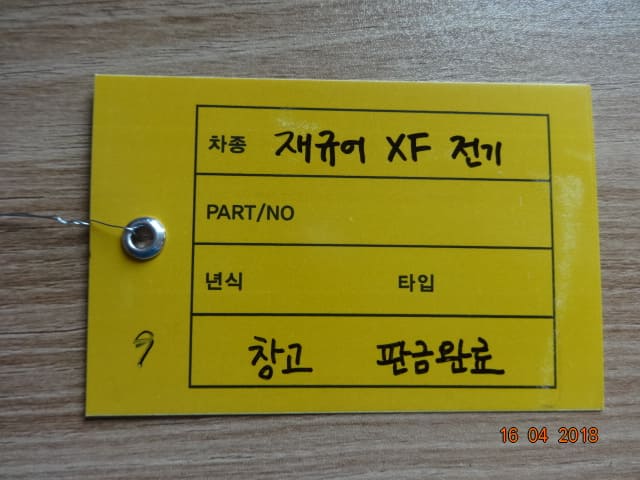 차종 재규어 XF 전기
PART/NO
년식 타입
9 창고 판금완료
16 04 2018